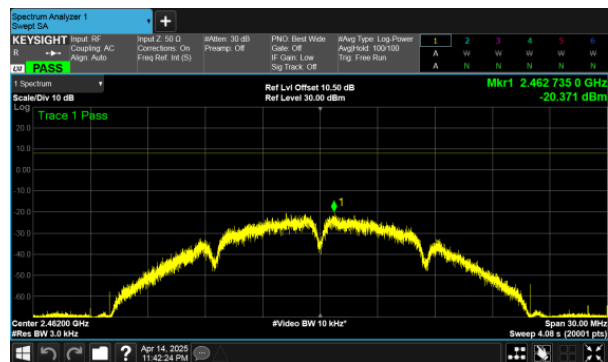 Spectrum Analyzer 1
Swept SA
+
KEYSIGHT Input: RF Input Z: 50 Ω #Atten: 30 dB PNO: Best Wide #Avg Type: Log-Power 1 2 3 4 5 6
R Coupling: AC Corrections: On Preamp: Off Gate: Off Avg|Hold: 100/100 A W W W W W
Align: Auto Freq Ref: Int (S) IF Gain: Low Trig: Free Run
LXI PASS Sig Track: Off A N N N N N
1 Spectrum Ref Lvl Offset 10.50 dB Mkr1 2.462 735 0 GHz
Scale/Div 10 dB Ref Level 30.00 dBm -20.371 dBm
Log
Trace 1 Pass
20.0
10.0
0.00
-10.0
1
-20.0
-30.0
-40.0
-50.0
-60.0
Center 2.46200 GHz #Video BW 10 kHz* Span 30.00 MHz
#Res BW 3.0 kHz Sweep 4.08 s (20001 pts)
? Apr 14, 2025
11:42:24 PM